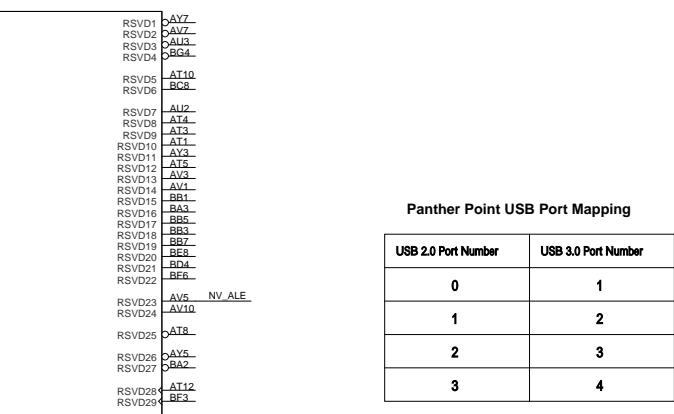 RSVD1 AY7
RSVD2 AV7
RSVD3 AU3
RSVD4 BG4
RSVD5 AT10
RSVD6 BC8
RSVD7 AU2
RSVD8 AT4
RSVD9 AT3
RSVD10 AT1
RSVD11 AY3
RSVD12 AT5
RSVD13 AV3
RSVD14 AV1
RSVD15 BB1
RSVD16 BA3
RSVD17 BB5
RSVD18 BB3
RSVD19 BB7
RSVD20 BE8
RSVD21 BD4
RSVD22 BF6
RSVD23 AV5 NV_ALE
RSVD24 AV10
RSVD25 AT8
RSVD26 AY5
RSVD27 BA2
RSVD28 AT12
RSVD29 BF3
Panther Point USB Port Mapping
USB 2.0 Port Number USB 3.0 Port Number
0 1
1 2
2 3
3 4